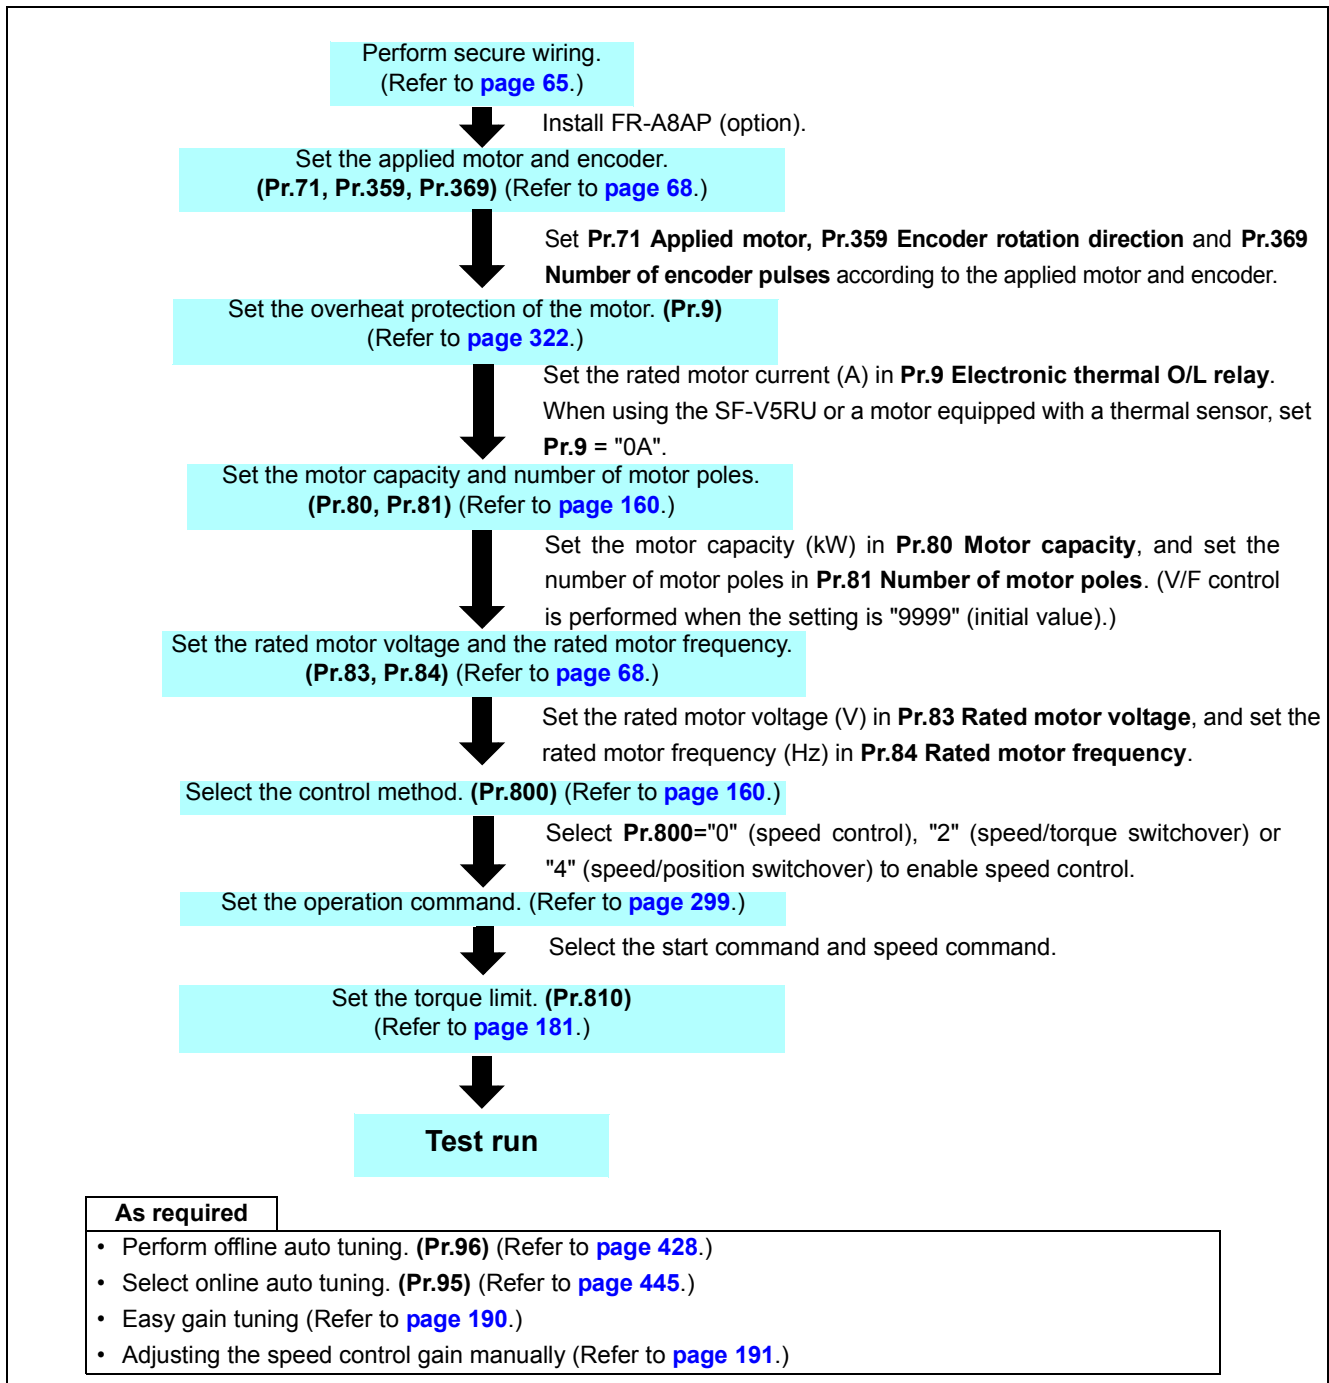 Perform secure wiring.
(Refer to page 65.)
Install FR-A8AP (option).
Set the applied motor and encoder.
(Pr.71, Pr.359, Pr.369) (Refer to page 68.)
Set Pr.71 Applied motor, Pr.359 Encoder rotation direction and Pr.369
Number of encoder pulses according to the applied motor and encoder.
Set the overheat protection of the motor. (Pr.9)
(Refer to page 322.)
Set the rated motor current (A) in Pr.9 Electronic thermal O/L relay.
When using the SF-V5RU or a motor equipped with a thermal sensor, set
Pr.9 = "0A".
Set the motor capacity and number of motor poles.
(Pr.80, Pr.81) (Refer to page 160.)
Set the motor capacity (kW) in Pr.80 Motor capacity, and set the
number of motor poles in Pr.81 Number of motor poles. (V/F control
is performed when the setting is "9999" (initial value).)
Set the rated motor voltage and the rated motor frequency.
(Pr.83, Pr.84) (Refer to page 68.)
Set the rated motor voltage (V) in Pr.83 Rated motor voltage, and set the
rated motor frequency (Hz) in Pr.84 Rated motor frequency.
Select the control method. (Pr.800) (Refer to page 160.)
Select Pr.800="0" (speed control), "2" (speed/torque switchover) or
"4" (speed/position switchover) to enable speed control.
Set the operation command. (Refer to page 299.)
Select the start command and speed command.
Set the torque limit. (Pr.810)
(Refer to page 181.)
Test run
As required
• Perform offline auto tuning. (Pr.96) (Refer to page 428.)
• Select online auto tuning. (Pr.95) (Refer to page 445.)
• Easy gain tuning (Refer to page 190.)
• Adjusting the speed control gain manually (Refer to page 191.)